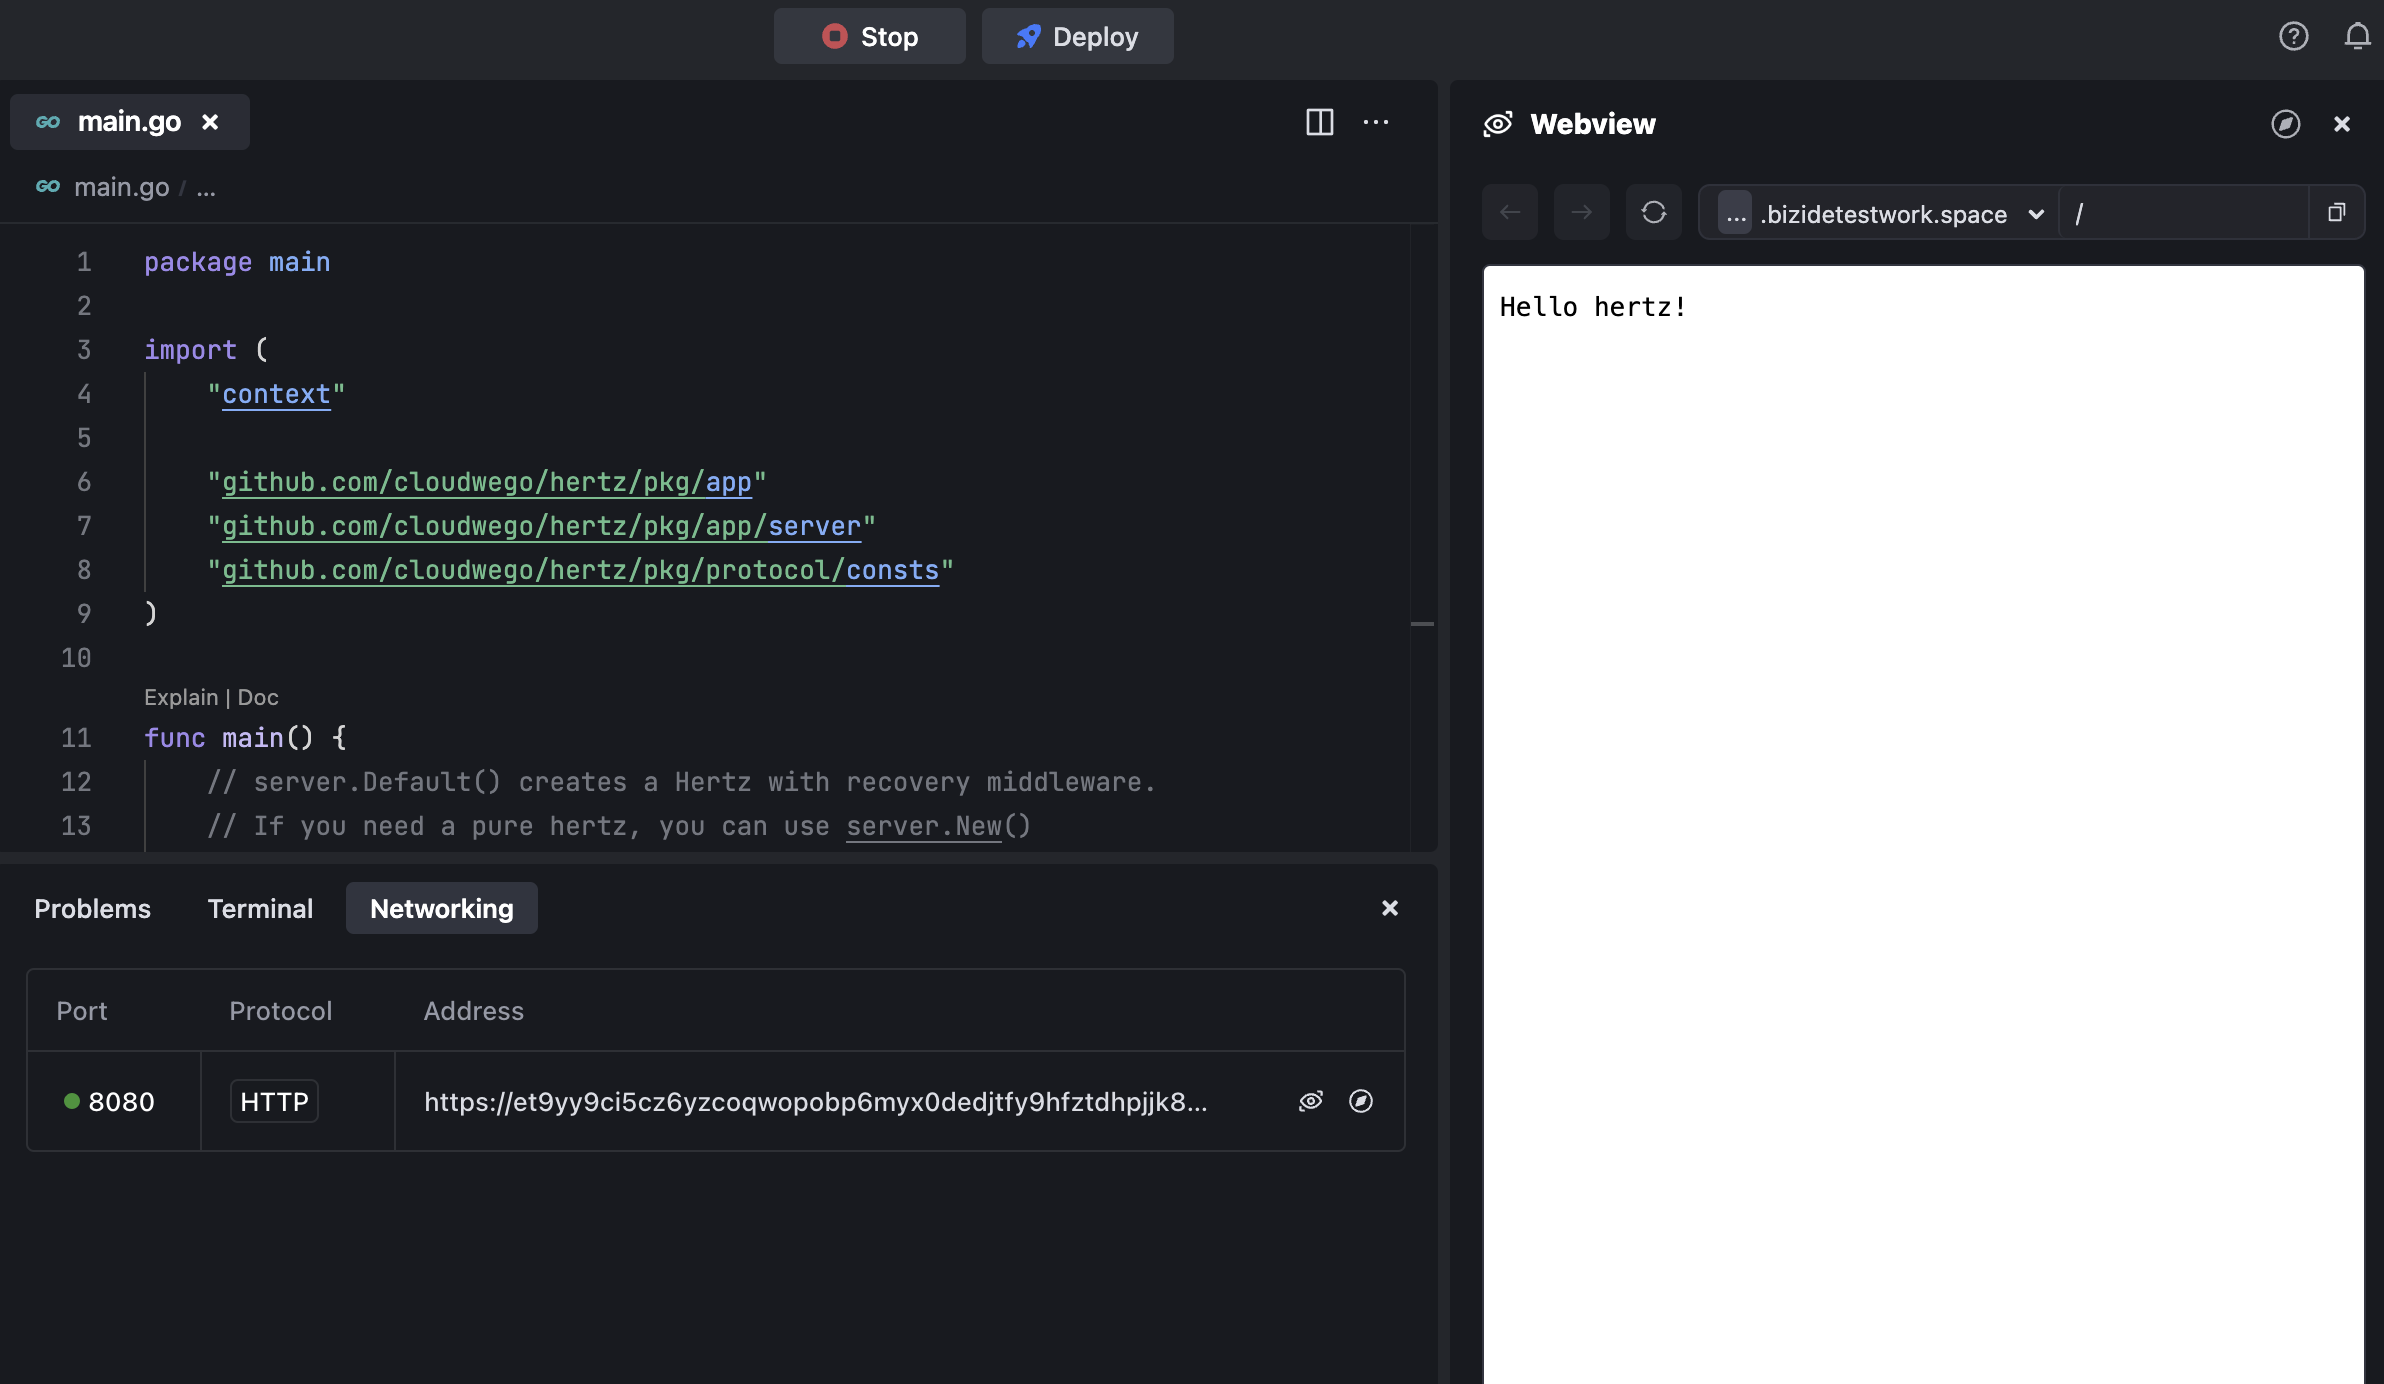 Stop Deploy
GO main.go
GO main.go / ...
1 package main
2
3 import (
4 "context"
5
6 "github.com/cloudwego/hertz/pkg/app"
7 "github.com/cloudwego/hertz/pkg/app/server"
8 "github.com/cloudwego/hertz/pkg/protocol/consts"
9 )
10
Explain | Doc
11 func main() {
12 // server.Default() creates a Hertz with recovery middleware.
13 // If you need a pure hertz, you can use server.New()
Problems Terminal Networking
Port Protocol Address
8080 HTTP https://et9yy9ci5cz6yzcoqwopobp6myx0dedjtfy9hfztdhpjjk8...
Webview
... .bizidetestwork.space /
Hello hertz!